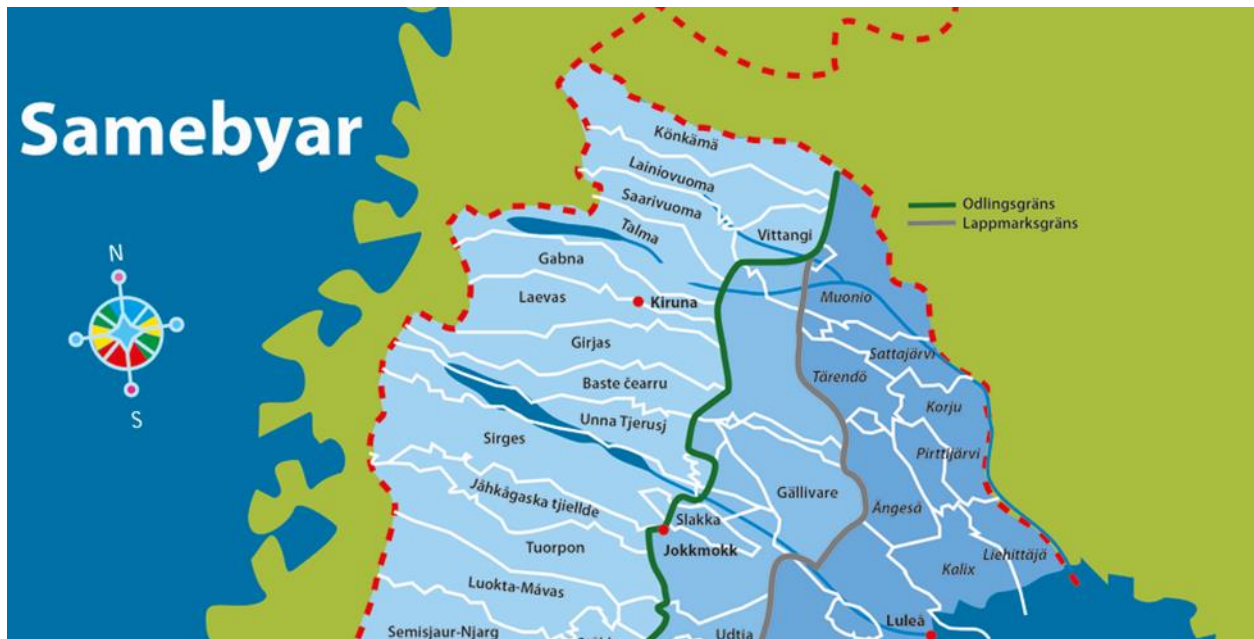 Samebyar
Könkämä
Lainiovuoma
Saarivuoma
Talma
Vittangi
Odlingsgräns
Lappmarksgräns
N
S
Gabna
Laevas
Kiruna
Muonio
Girjas
Sattajärvi
Baste čearru
Tärendö
Korju
Unna Tjerusj
Sirges
Pirttijärvi
Jåhkågaska tjiellde
Gällivare
Ängeså
Slakka
Jokkmokk
Tuorpon
Liehittäjä
Kalix
Luokta-Mávas
Luleå
Semisjaur-Njarg
Udtja